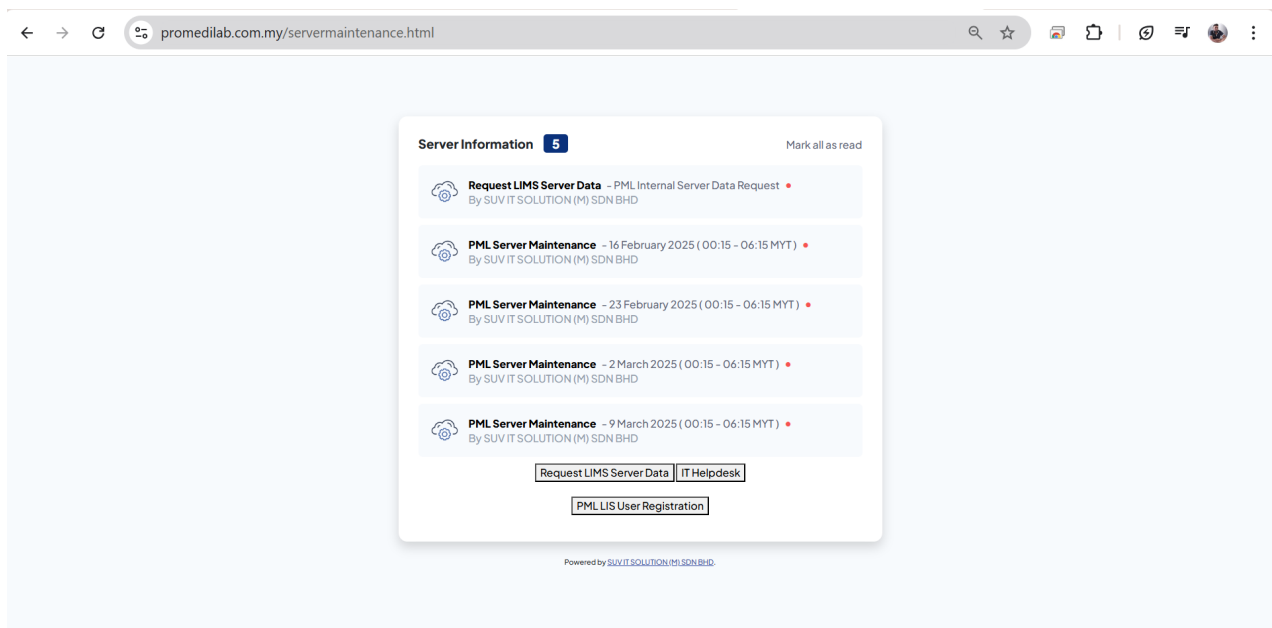 promedilab.com.my/servermaintenance.html
Server Information 5 Mark all as read
Request LIMS Server Data - PML Internal Server Data Request
By SUV IT SOLUTION (M) SDN BHD
PML Server Maintenance - 16 February 2025 ( 00:15 - 06:15 MYT )
By SUV IT SOLUTION (M) SDN BHD
PML Server Maintenance - 23 February 2025 ( 00:15 - 06:15 MYT )
By SUV IT SOLUTION (M) SDN BHD
PML Server Maintenance - 2 March 2025 ( 00:15 - 06:15 MYT )
By SUV IT SOLUTION (M) SDN BHD
PML Server Maintenance - 9 March 2025 ( 00:15 - 06:15 MYT )
By SUV IT SOLUTION (M) SDN BHD
Request LIMS Server Data IT Helpdesk
PML LIS User Registration
Powered by SUV IT SOLUTION (M) SDN BHD.